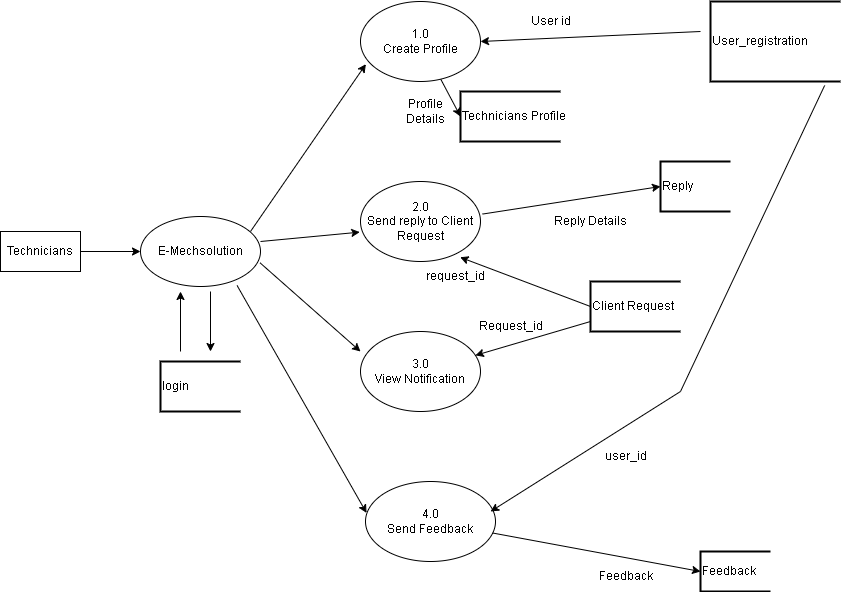 User id
1.0
Create Profile
User_registration
Profile
Details
Technicians Profile
2.0
Send reply to Client
Request
Reply
Reply Details
Technicians
E-Mechsolution
request_id
Client Request
Request_id
3.0
View Notification
login
user_id
4.0
Send Feedback
Feedback
Feedback